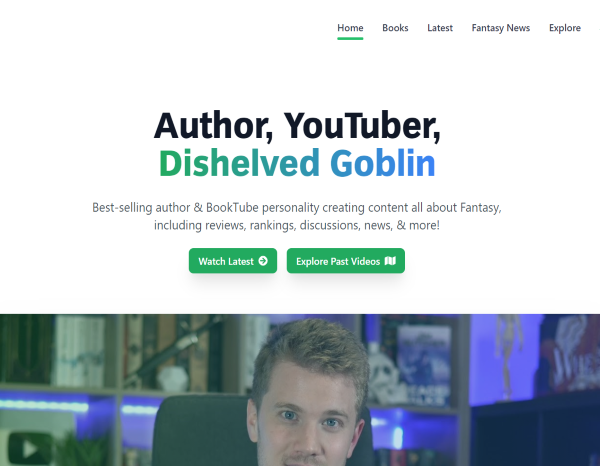 Home Books Latest Fantasy News Explore
Author, YouTuber,
Dishelved Goblin
Best-selling author & BookTube personality creating content all about Fantasy,
including reviews, rankings, discussions, news, & more!
Watch Latest Explore Past Videos